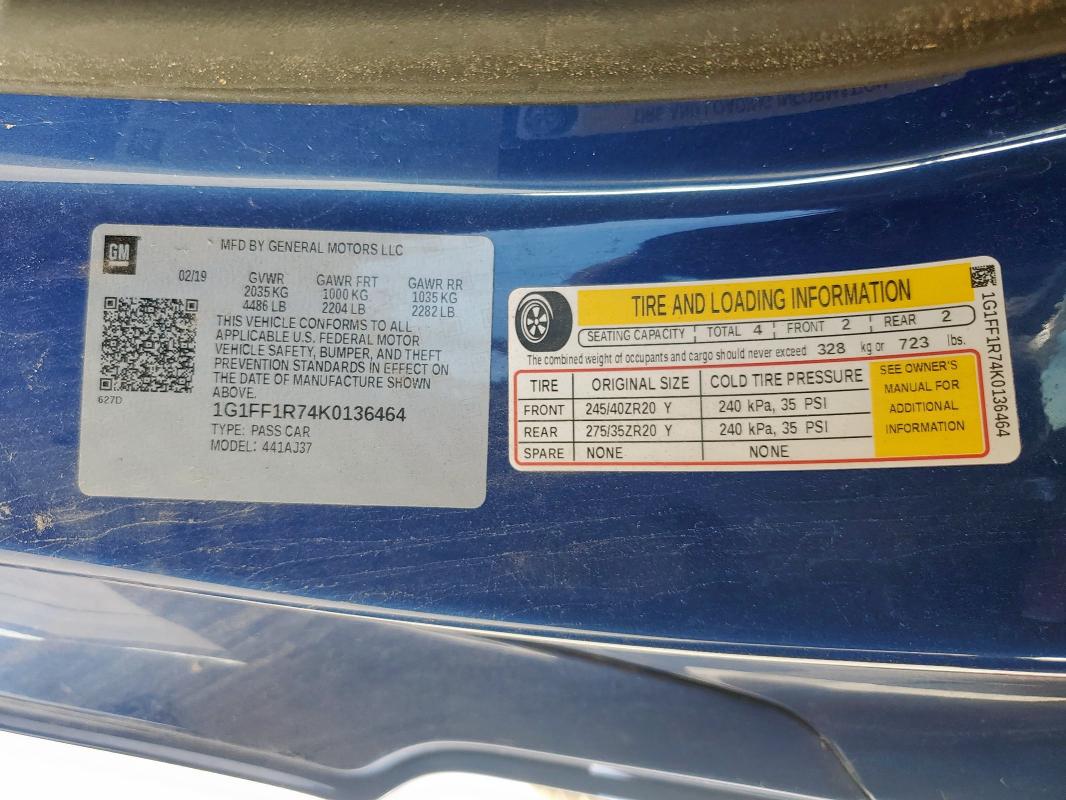 GM
MFD BY GENERAL MOTORS LLC
02/19 GVWR GAWR FRT GAWR RR
2035 KG 1000 KG 1035 KG
4486 LB 2204 LB 2282 LB
THIS VEHICLE CONFORMS TO ALL
APPLICABLE U.S. FEDERAL MOTOR
VEHICLE SAFETY, BUMPER, AND THEFT
PREVENTION STANDARDS IN EFFECT ON
THE DATE OF MANUFACTURE SHOWN
ABOVE.
627D
1G1FF1R74K0136464
TYPE: PASS CAR
MODEL: 441AJ37
TIRE AND LOADING INFORMATION
SEATING CAPACITY TOTAL 4 FRONT 2 REAR 2
The combined weight of occupants and cargo should never exceed 328 kg or 723 lbs.
TIRE ORIGINAL SIZE COLD TIRE PRESSURE
FRONT 245/40ZR20 Y 240 kPa, 35 PSI
REAR 275/35ZR20 Y 240 kPa, 35 PSI
SPARE NONE NONE
SEE OWNER'S
MANUAL FOR
ADDITIONAL
INFORMATION
1G1FF1R74K0136464
TIRE AND LOADING INFORMATION